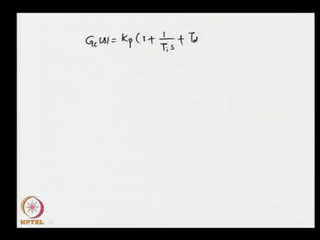 Gc(s) = Kp (1 + 1/(Ti s) + Td
NPTEL